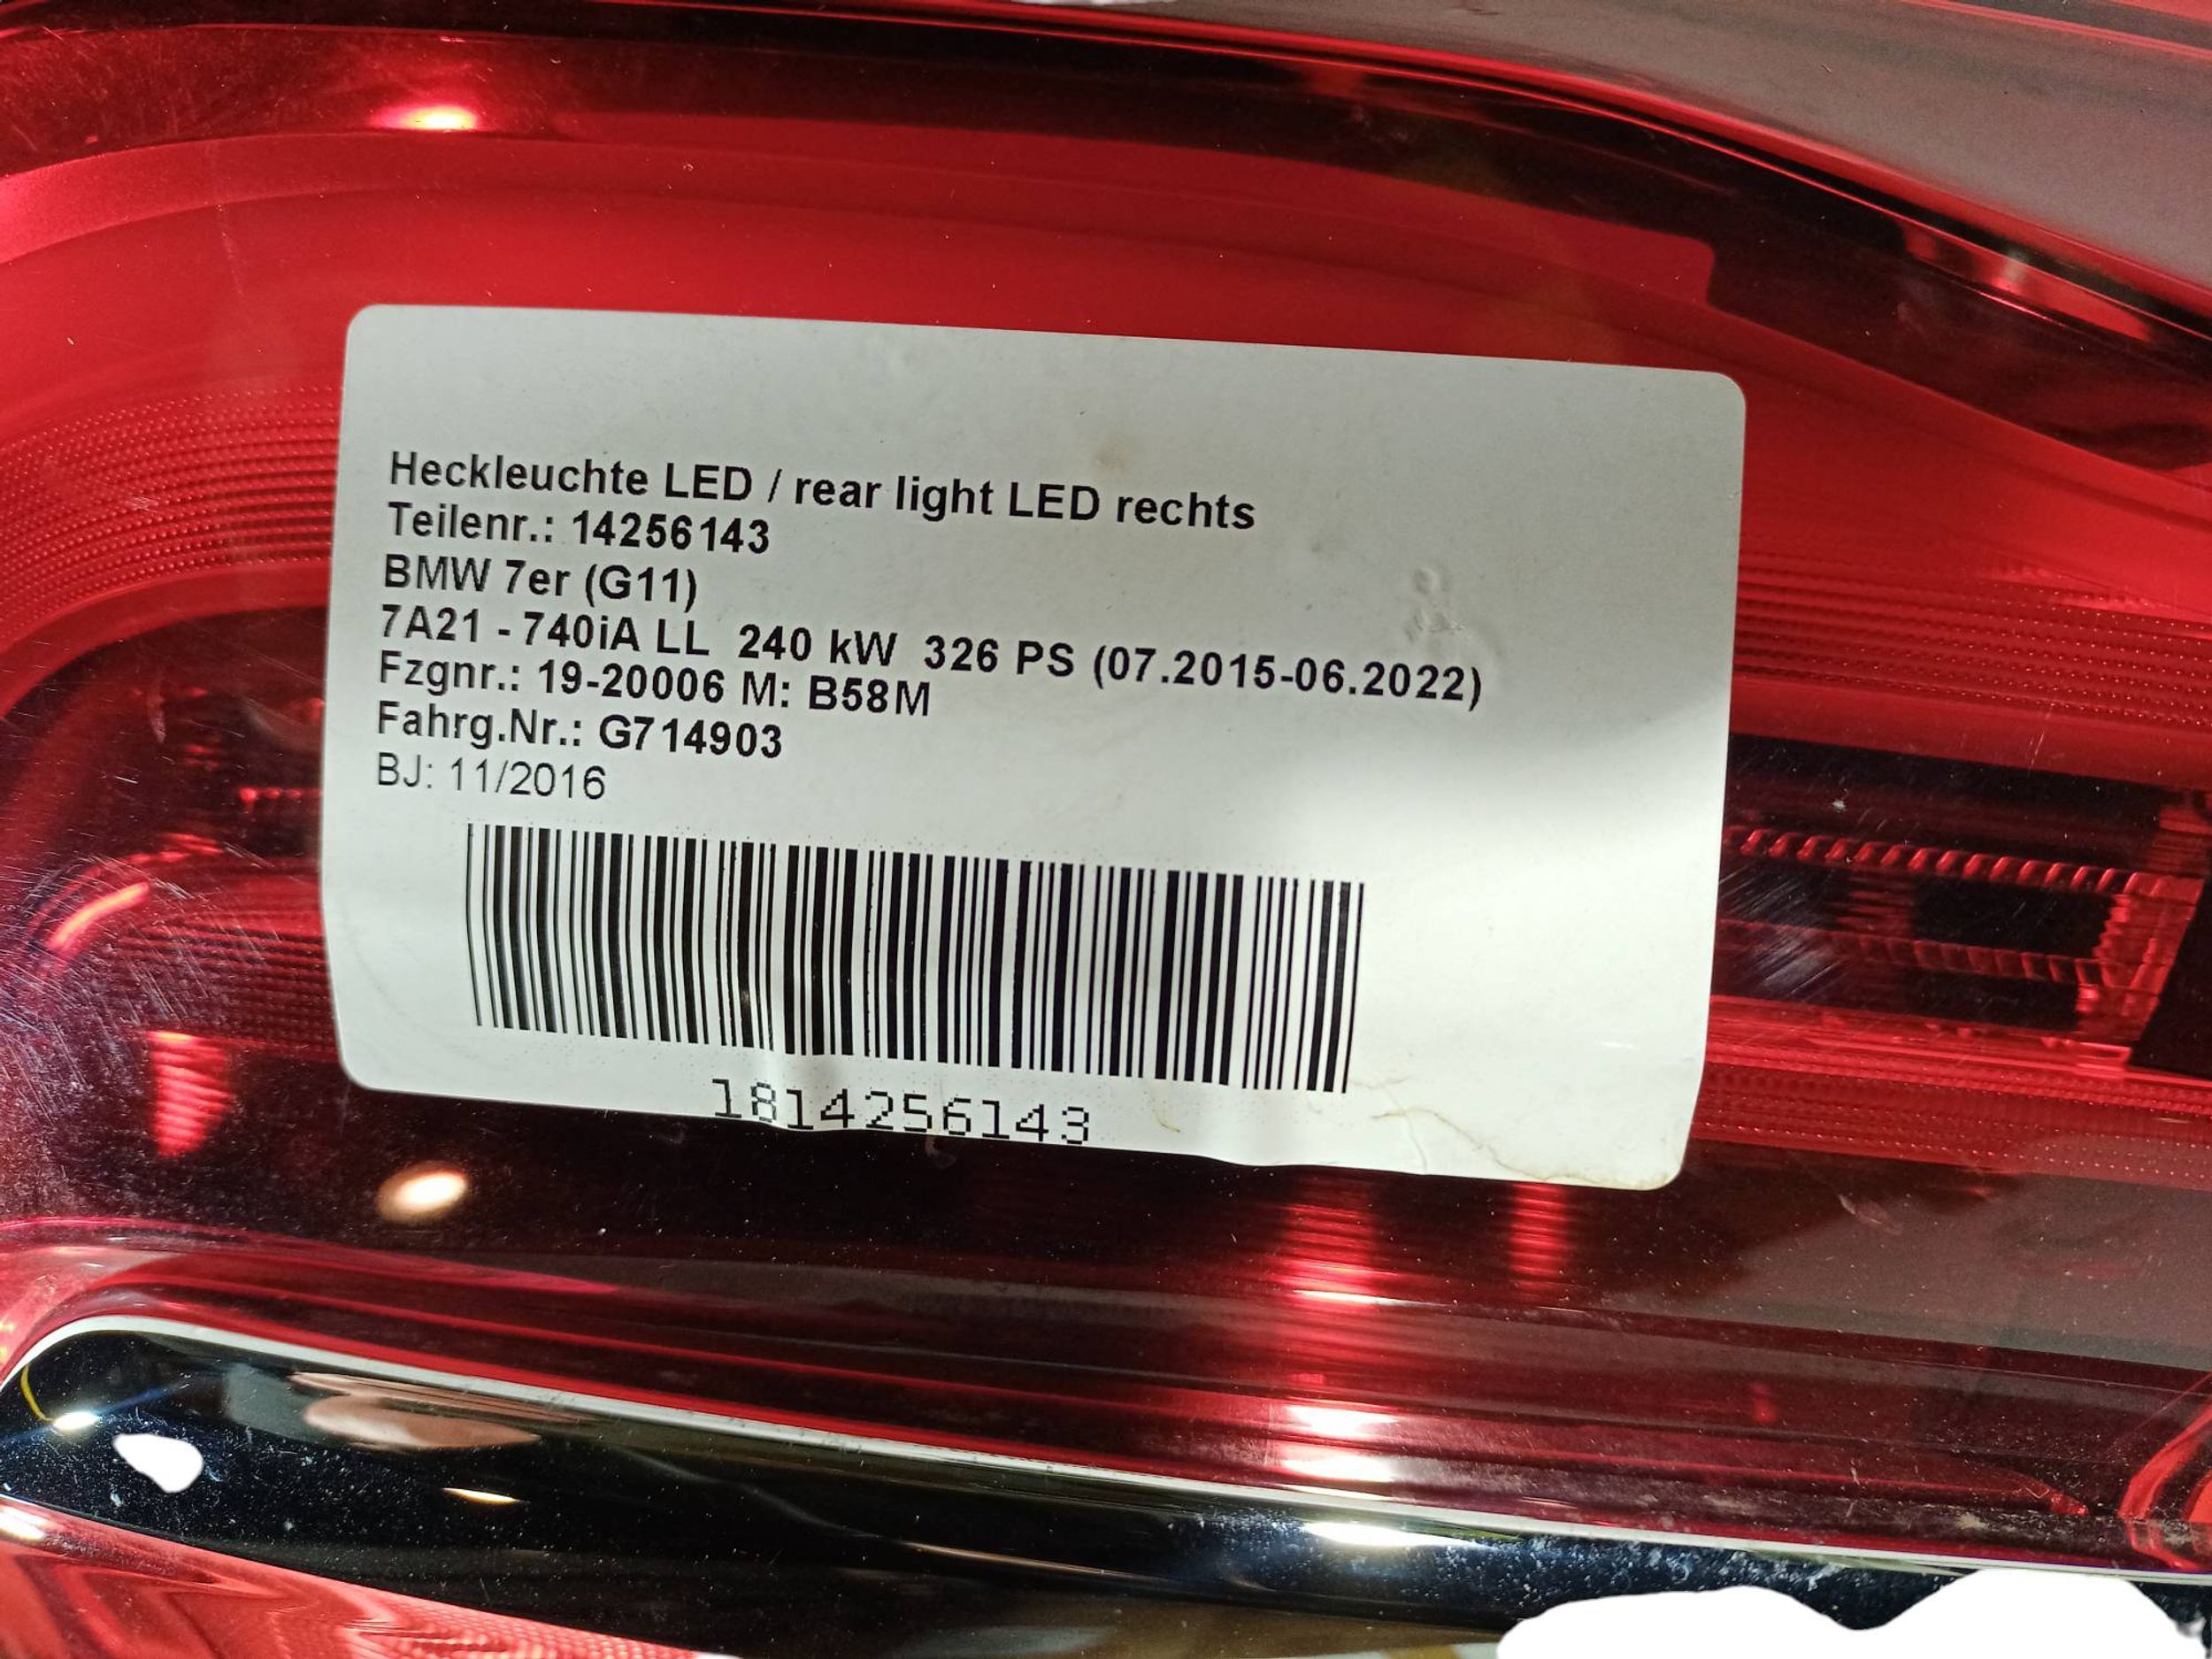 Heckleuchte LED / rear light LED rechts
Teilenr.: 14256143
BMW 7er (G11)
7A21 - 740iA LL 240 kW 326 PS (07.2015-06.2022)
Fzgnr.: 19-20006 M: B58M
Fahrg.Nr.: G714903
BJ: 11/2016
1814256143